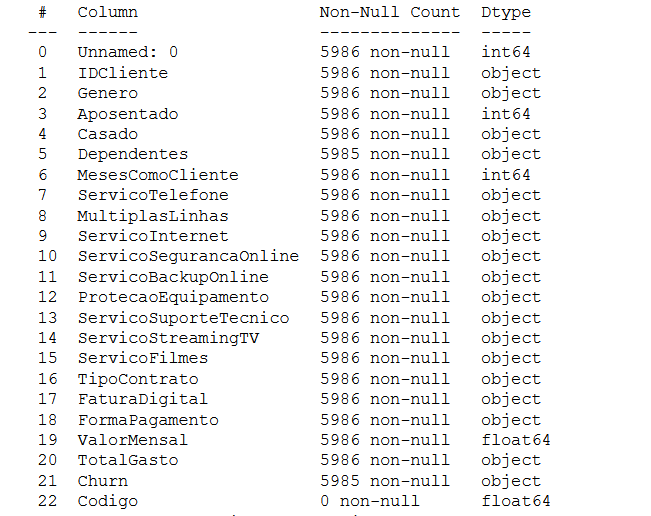 #   Column                 Non-Null Count  Dtype
---  ------                 --------------  -----
0   Unnamed: 0             5986 non-null   int64
1   IDCliente              5986 non-null   object
2   Genero                 5986 non-null   object
3   Aposentado             5986 non-null   int64
4   Casado                 5986 non-null   object
5   Dependentes            5985 non-null   object
6   MesesComoCliente       5986 non-null   int64
7   ServicoTelefone        5986 non-null   object
8   MultiplasLinhas        5986 non-null   object
9   ServicoInternet        5986 non-null   object
10  ServicoSegurancaOnline  5986 non-null   object
11  ServicoBackupOnline    5986 non-null   object
12  ProtecaoEquipamento    5986 non-null   object
13  ServicoSuporteTecnico  5986 non-null   object
14  ServicoStreamingTV     5986 non-null   object
15  ServicoFilmes          5986 non-null   object
16  TipoContrato           5986 non-null   object
17  FaturaDigital          5986 non-null   object
18  FormaPagamento         5986 non-null   object
19  ValorMensal            5986 non-null   float64
20  TotalGasto             5986 non-null   object
21  Churn                  5985 non-null   object
22  Codigo                 0 non-null      float64